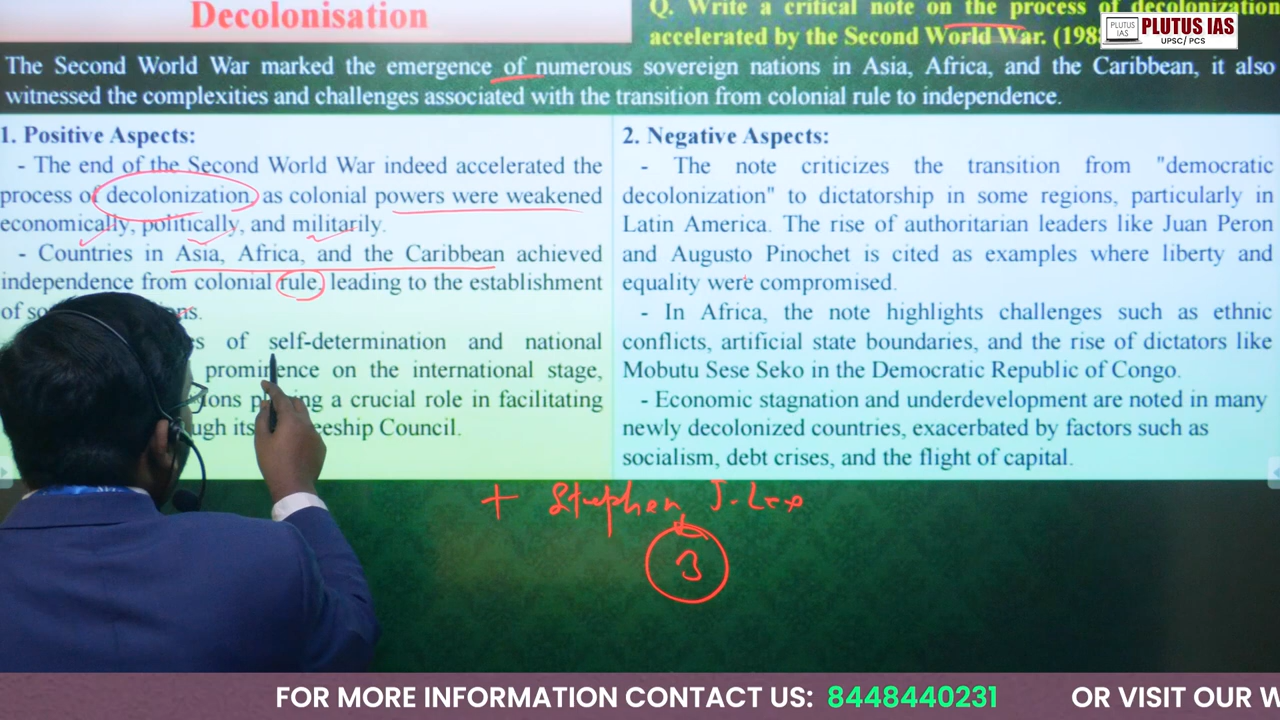 Decolonisation
Q. Write a critical note on the process of decolonization
accelerated by the Second World War. (198
PLUTUS IAS
PLUTUS IAS
UPSC/ PCS
The Second World War marked the emergence of numerous sovereign nations in Asia, Africa, and the Caribbean, it also
witnessed the complexities and challenges associated with the transition from colonial rule to independence.
1. Positive Aspects:
- The end of the Second World War indeed accelerated the
process of decolonization, as colonial powers were weakened
economically, politically, and militarily.
- Countries in Asia, Africa, and the Caribbean achieved
independence from colonial rule, leading to the establishment
of
of self-determination and national
prominence on the international stage,
a crucial role in facilitating
its Council.
2. Negative Aspects:
- The note criticizes the transition from "democratic
decolonization" to dictatorship in some regions, particularly in
Latin America. The rise of authoritarian leaders like Juan Peron
and Augusto Pinochet is cited as examples where liberty and
equality were compromised.
- In Africa, the note highlights challenges such as ethnic
conflicts, artificial state boundaries, and the rise of dictators like
Mobutu Sese Seko in the Democratic Republic of Congo.
- Economic stagnation and underdevelopment are noted in many
newly decolonized countries, exacerbated by factors such as
socialism, debt crises, and the flight of capital.
+ Stephen J.
3
FOR MORE INFORMATION CONTACT US: 8448440231 OR VISIT OUR W